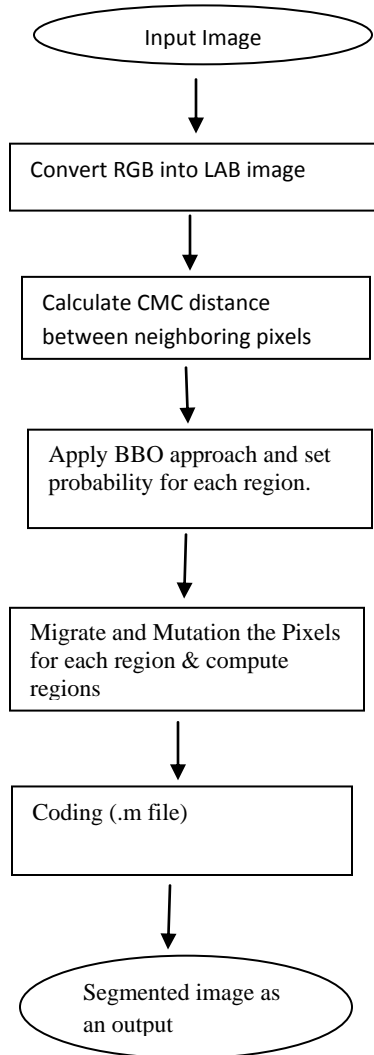 Input Image
Convert RGB into LAB image
Calculate CMC distance
between neighboring pixels
Apply BBO approach and set
probability for each region.
Migrate and Mutation the Pixels
for each region & compute
regions
Coding (.m file)
Segmented image as
an output